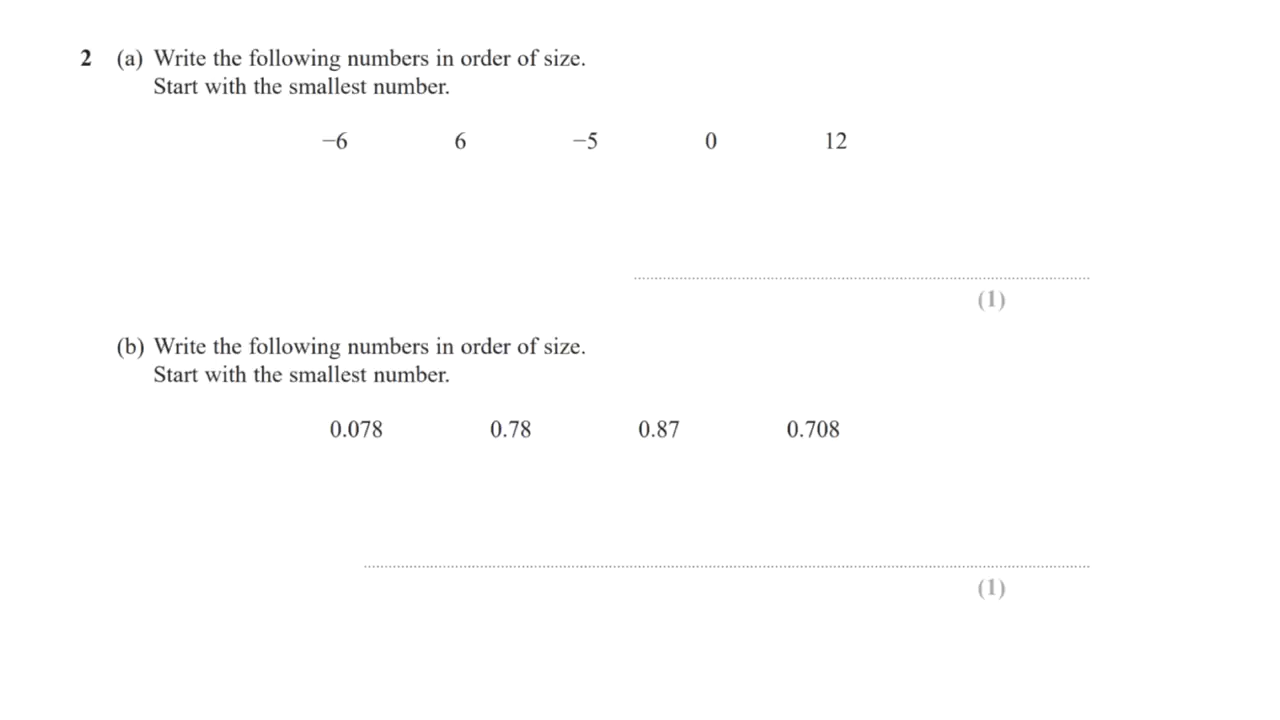 2 (a) Write the following numbers in order of size.
Start with the smallest number.
−6 6 −5 0 12
(1)
(b) Write the following numbers in order of size.
Start with the smallest number.
0.078 0.78 0.87 0.708
(1)